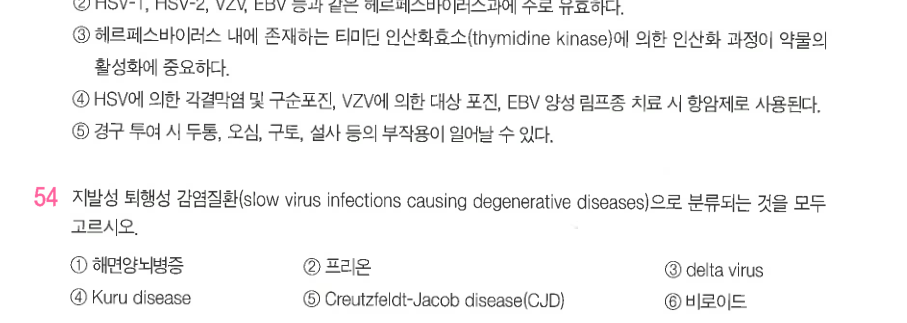 ② HSV-1, HSV-2, VZV, EBV 등과 같은 헤르페스바이러스과에 주로 유효하다.
③ 헤르페스바이러스 내에 존재하는 티미딘 인산화효소(thymidine kinase)에 의한 인산화 과정이 약물의
활성화에 중요하다.
④ HSV에 의한 각결막염 및 구순포진, VZV에 의한 대상 포진, EBV 양성 림프종 치료 시 항암제로 사용된다.
⑤ 경구 투여 시 두통, 오심, 구토, 설사 등의 부작용이 일어날 수 있다.
54 지발성 퇴행성 감염질환(slow virus infections causing degenerative diseases)으로 분류되는 것을 모두
고르시오.
① 해면양뇌병증 ② 프리온 ③ delta virus
④ Kuru disease ⑤ Creutzfeldt-Jacob disease(CJD) ⑥ 비로이드